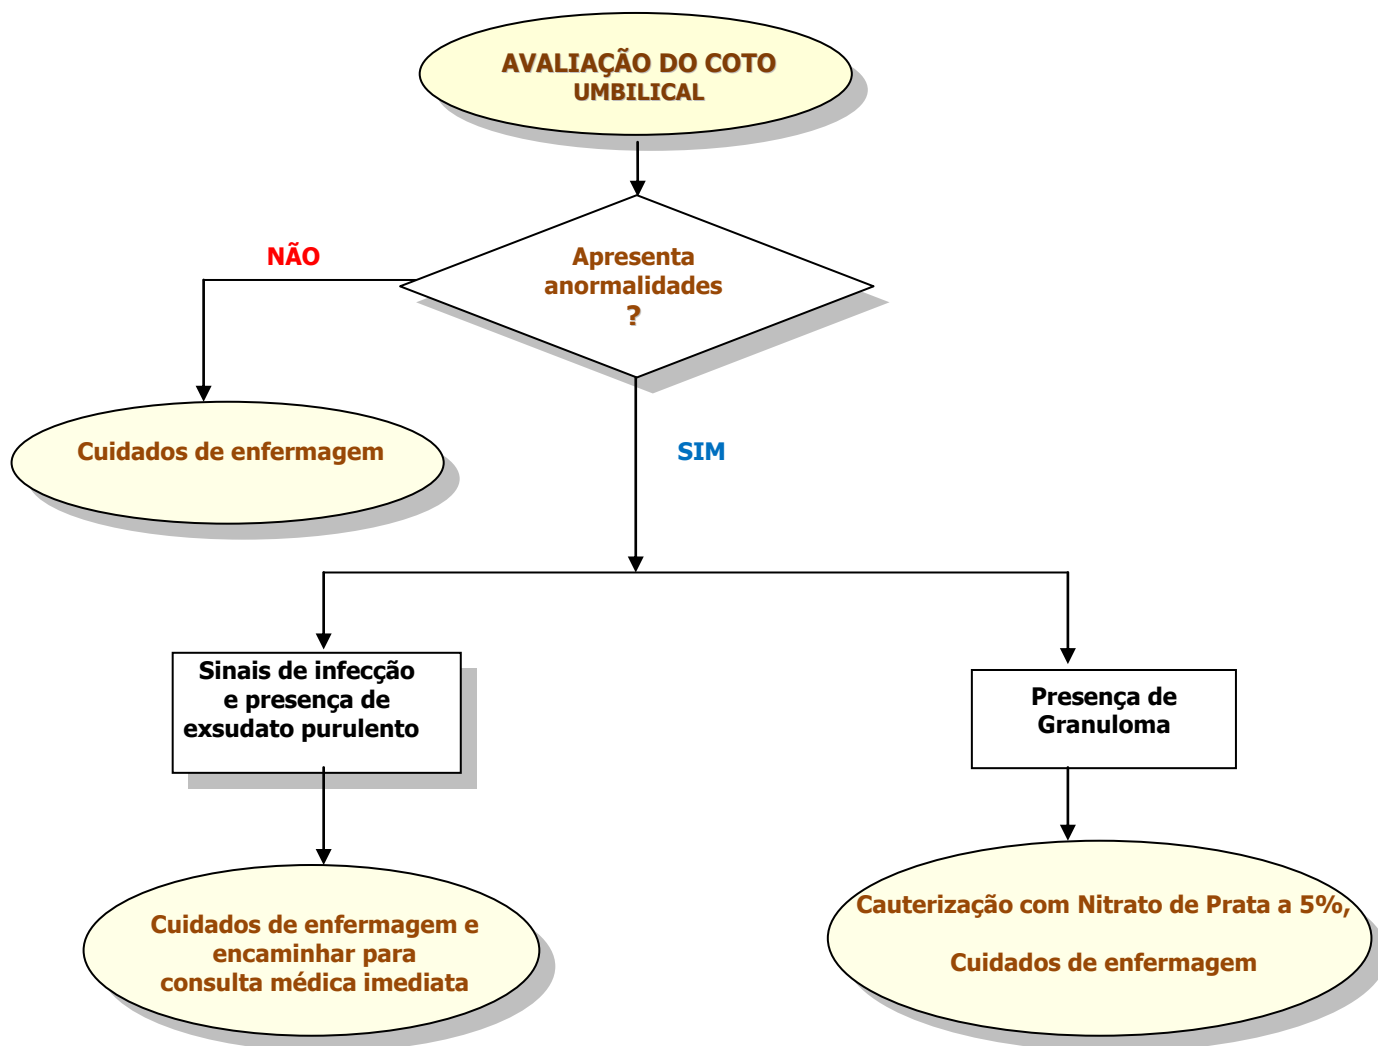 AVALIAÇÃO DO COTO
UMBILICAL
Apresenta
anormalidades
?
NÃO
Cuidados de enfermagem
SIM
Sinais de infecção
e presença de
exsudato purulento
Presença de
Granuloma
Cuidados de enfermagem e
encaminhar para
consulta médica imediata
Cauterização com Nitrato de Prata a 5%,
Cuidados de enfermagem